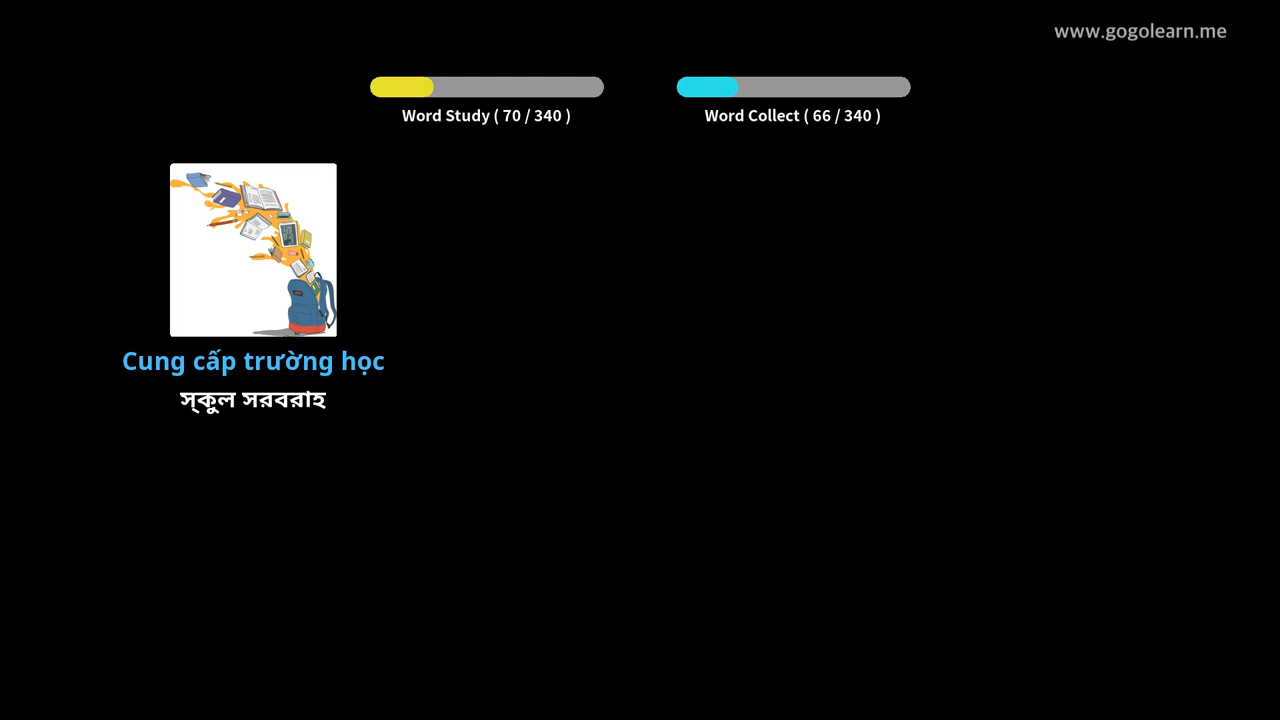 www.gogolearn.me
Word Study ( 70 / 340 )
Word Collect ( 66 / 340 )
Cung cấp trường học
স্কুল সরবরাহ